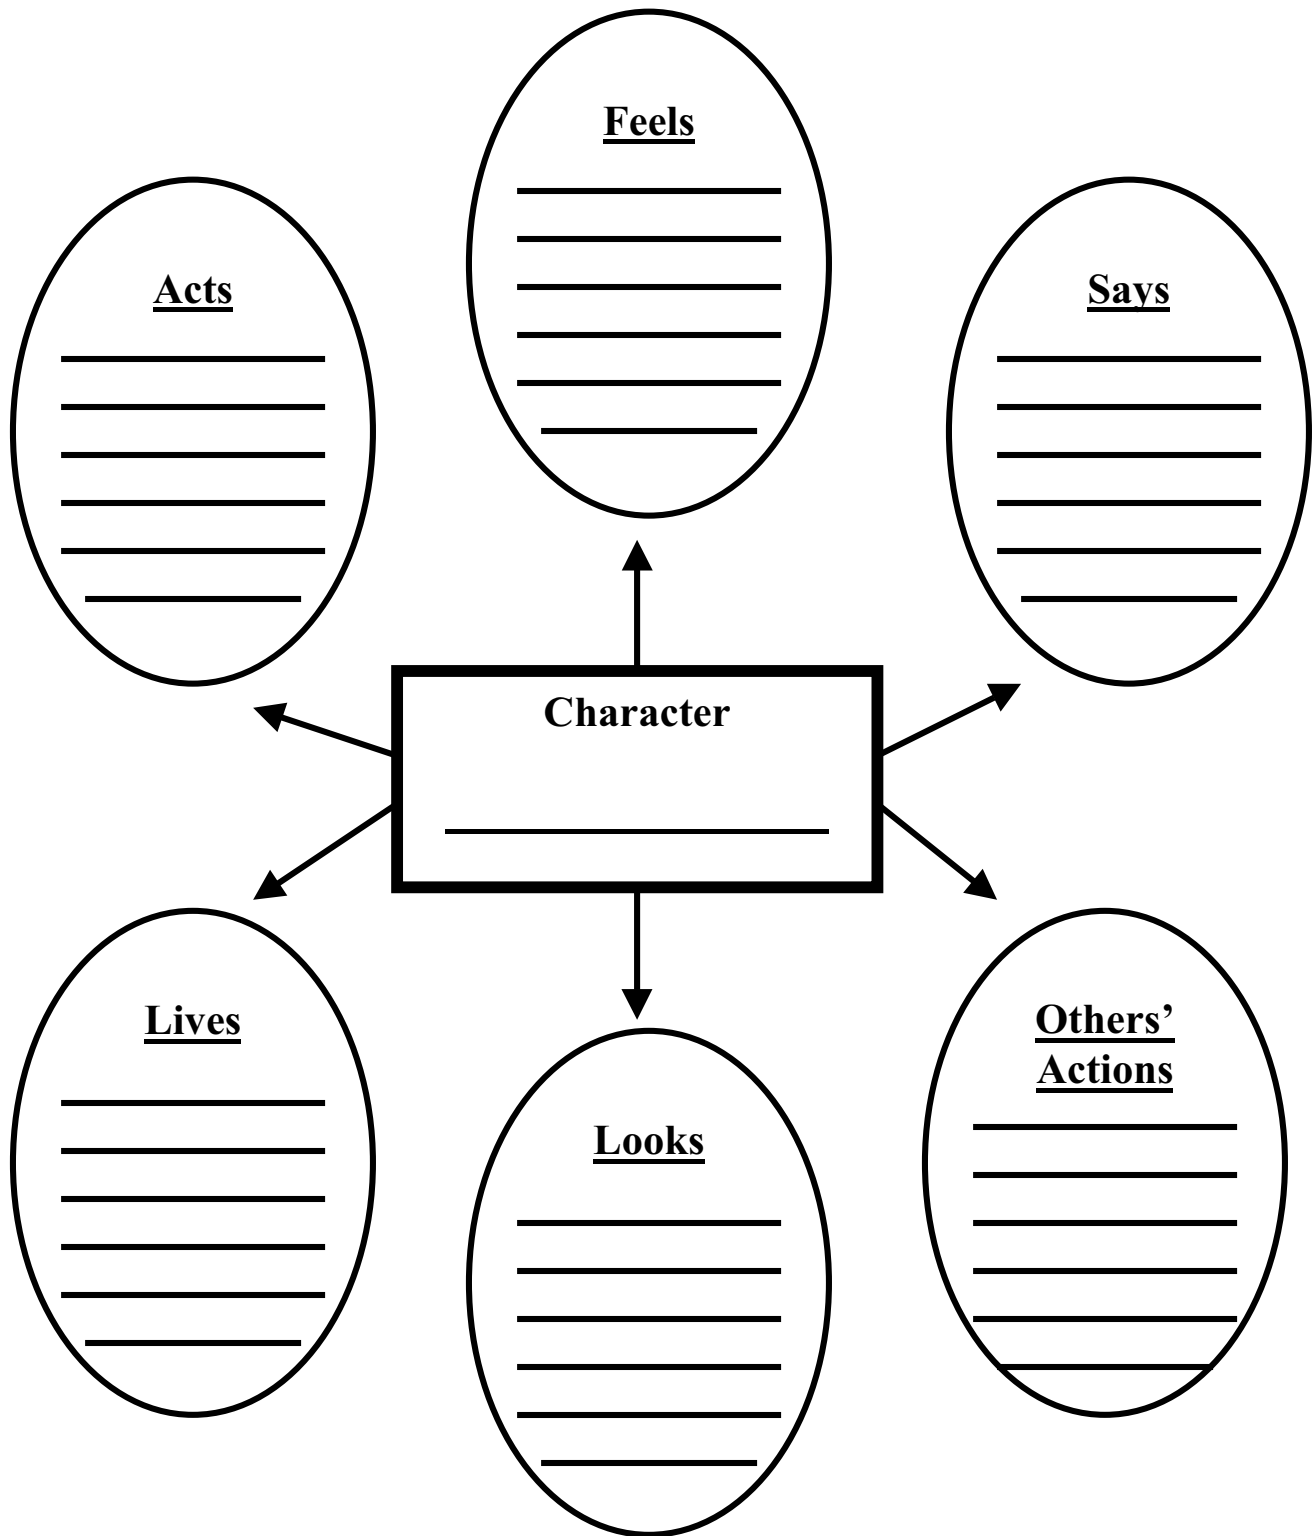 Feels
Acts
Says
Character
Lives
Others’
Actions
Looks